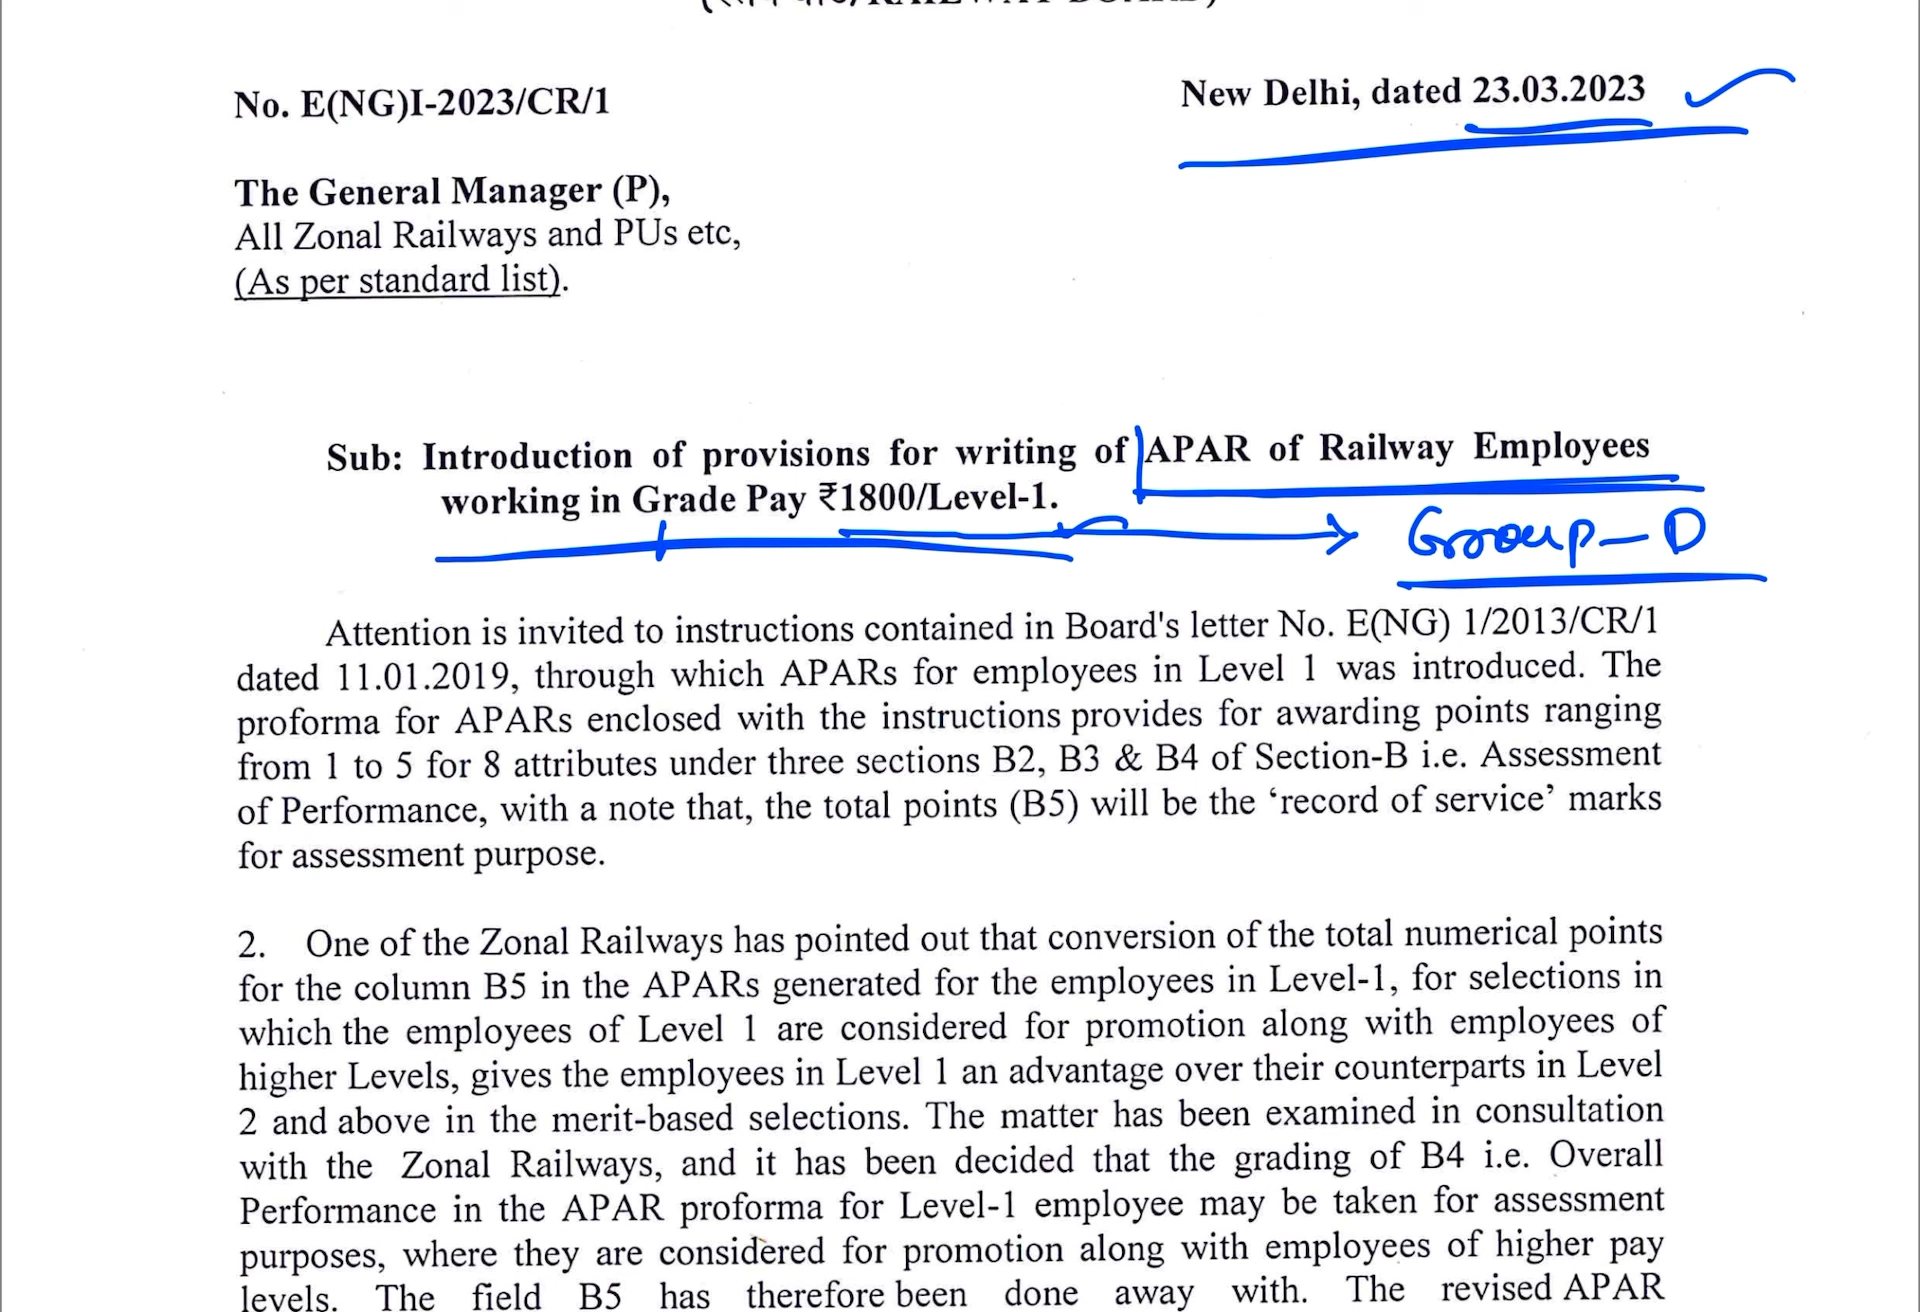 RAILWAY BOARD)
No. E(NG)I-2023/CR/1
New Delhi, dated 23.03.2023
The General Manager (P),
All Zonal Railways and PUs etc,
(As per standard list).
Sub: Introduction of provisions for writing of APAR of Railway Employees
working in Grade Pay ₹1800/Level-1.
Group-D
Attention is invited to instructions contained in Board's letter No. E(NG) 1/2013/CR/1
dated 11.01.2019, through which APARs for employees in Level 1 was introduced. The
proforma for APARs enclosed with the instructions provides for awarding points ranging
from 1 to 5 for 8 attributes under three sections B2, B3 & B4 of Section-B i.e. Assessment
of Performance, with a note that, the total points (B5) will be the ‘record of service’ marks
for assessment purpose.
2. One of the Zonal Railways has pointed out that conversion of the total numerical points
for the column B5 in the APARs generated for the employees in Level-1, for selections in
which the employees of Level 1 are considered for promotion along with employees of
higher Levels, gives the employees in Level 1 an advantage over their counterparts in Level
2 and above in the merit-based selections. The matter has been examined in consultation
with the Zonal Railways, and it has been decided that the grading of B4 i.e. Overall
Performance in the APAR proforma for Level-1 employee may be taken for assessment
purposes, where they are considered for promotion along with employees of higher pay
levels. The field B5 has therefore been done away with. The revised APAR